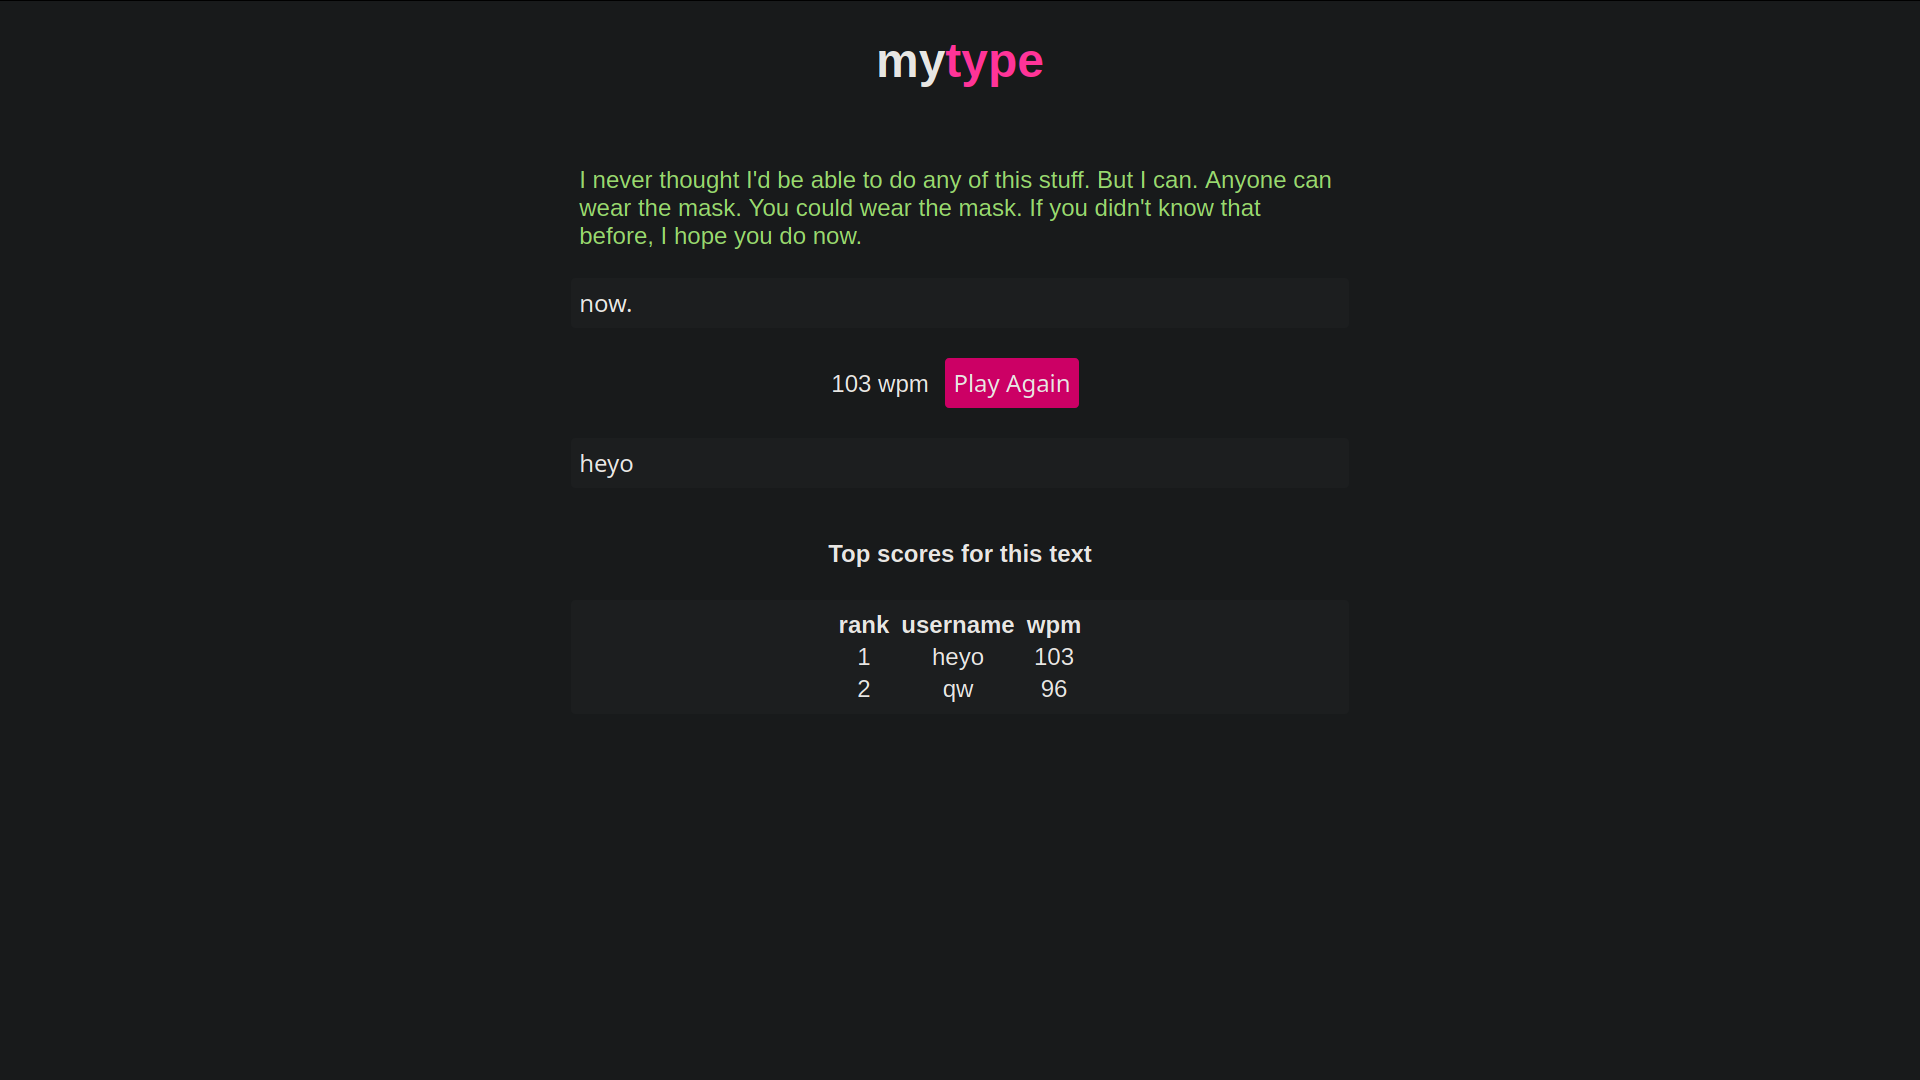 mytype
I never thought I'd be able to do any of this stuff. But I can. Anyone can
wear the mask. You could wear the mask. If you didn't know that
before, I hope you do now.
now.
103 wpm Play Again
heyo
Top scores for this text
rank username wpm
1 heyo 103
2 qw 96